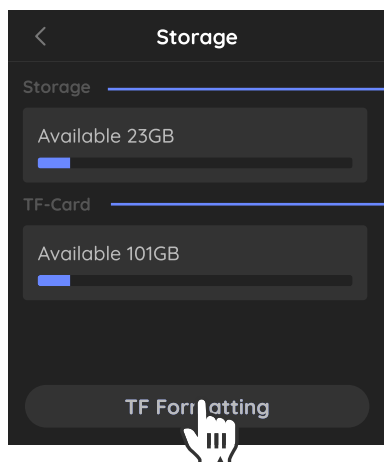 Storage
Storage
Available 23GB
TF-Card
Available 101GB
TF Formatting